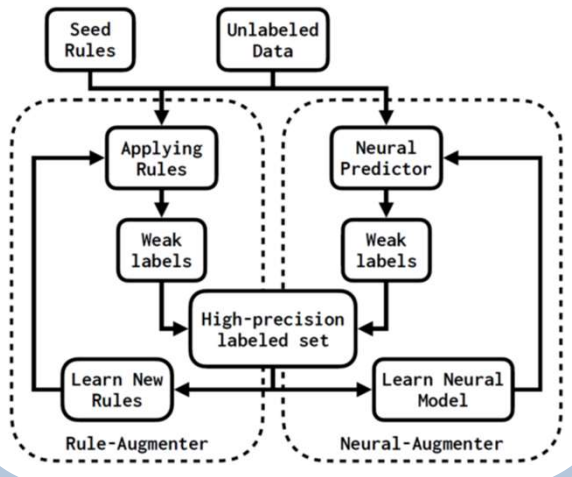 Seed
Rules
Unlabeled
Data
Applying
Rules
Neural
Predictor
Weak
labels
Weak
labels
High-precision
labeled set
Learn New
Rules
Learn Neural
Model
Rule-Augmenter
Neural-Augmenter